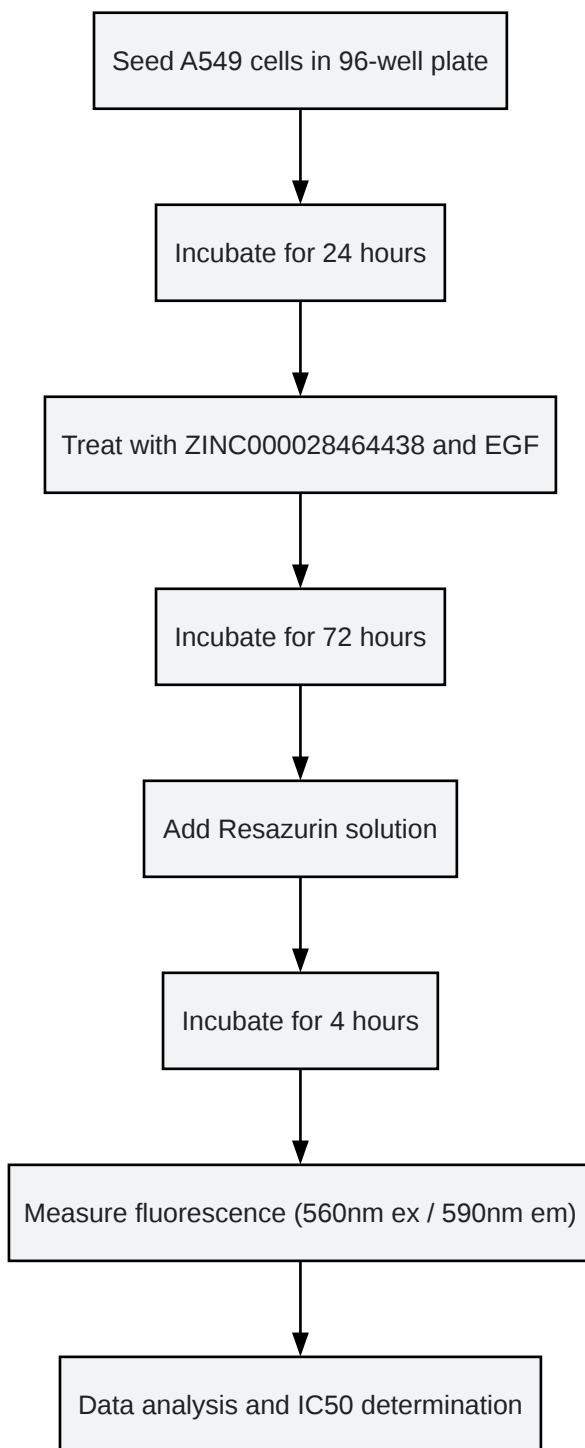 Seed A549 cells in 96-well plate
Incubate for 24 hours
Treat with ZINC000028464438 and EGF
Incubate for 72 hours
Add Resazurin solution
Incubate for 4 hours
Measure fluorescence (560nm ex / 590nm em)
Data analysis and IC50 determination